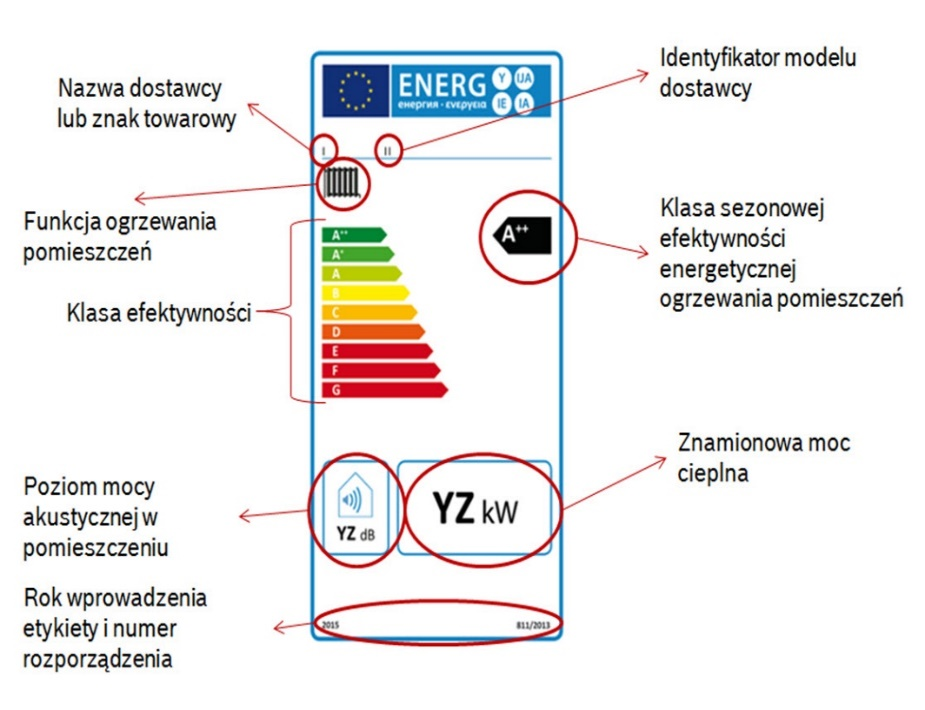 Identyfikator modelu
dostawcy
Nazwa dostawcy
lub znak towarowy
ENERG
енергия · ενεργεια
Y
UA
IE
IA
I
II
Funkcja ogrzewania
pomieszczeń
Klasa efektywności
A++
A+
A
B
C
D
E
F
G
A++
Klasa sezonowej
efektywności
energetycznej
ogrzewania pomieszczeń
Znamionowa moc
cieplna
Poziom mocy
akustycznej w
pomieszczeniu
YZ dB
YZ kW
Rok wprowadzenia
etykiety i numer
rozporządzenia
2015
811/2013